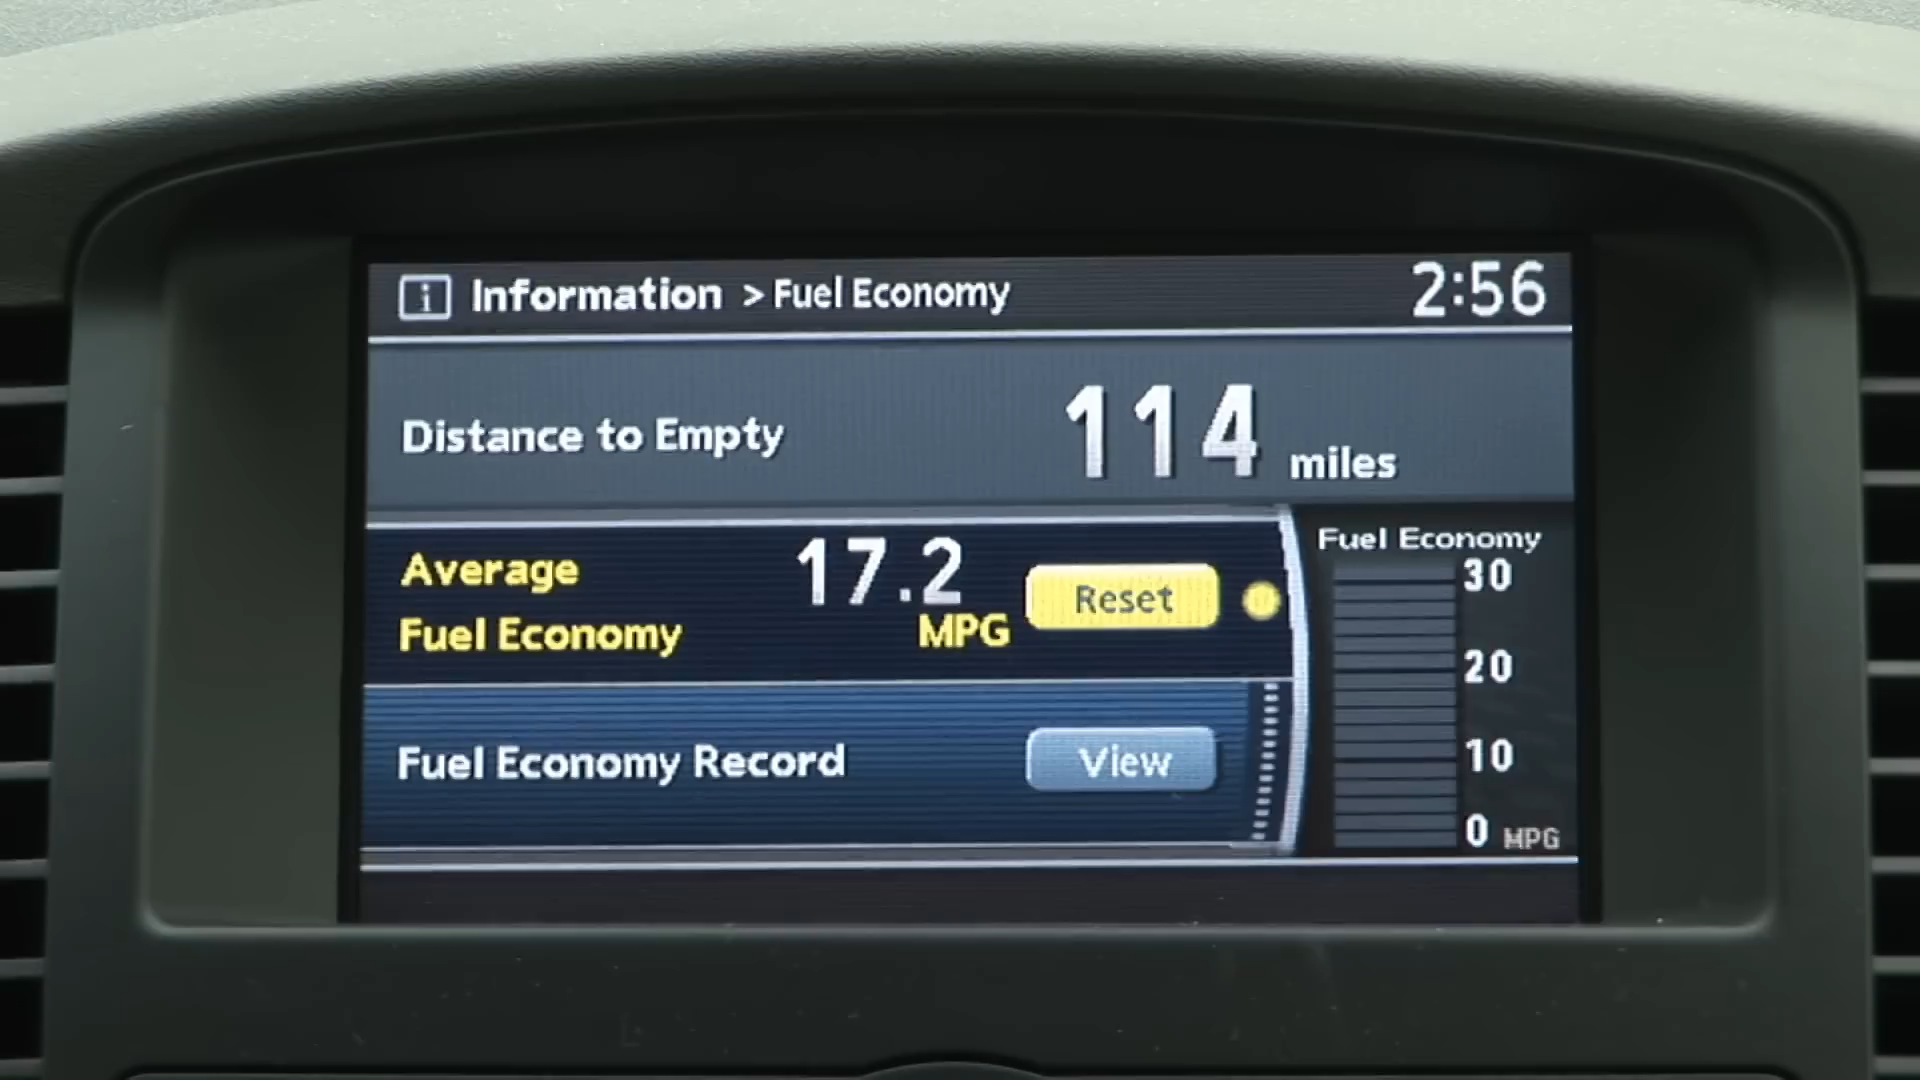 i Information > Fuel Economy 2:56
Distance to Empty 114 miles
Average Fuel Economy 17.2 MPG Reset
Fuel Economy Record View
Fuel Economy
30
20
10
0 MPG